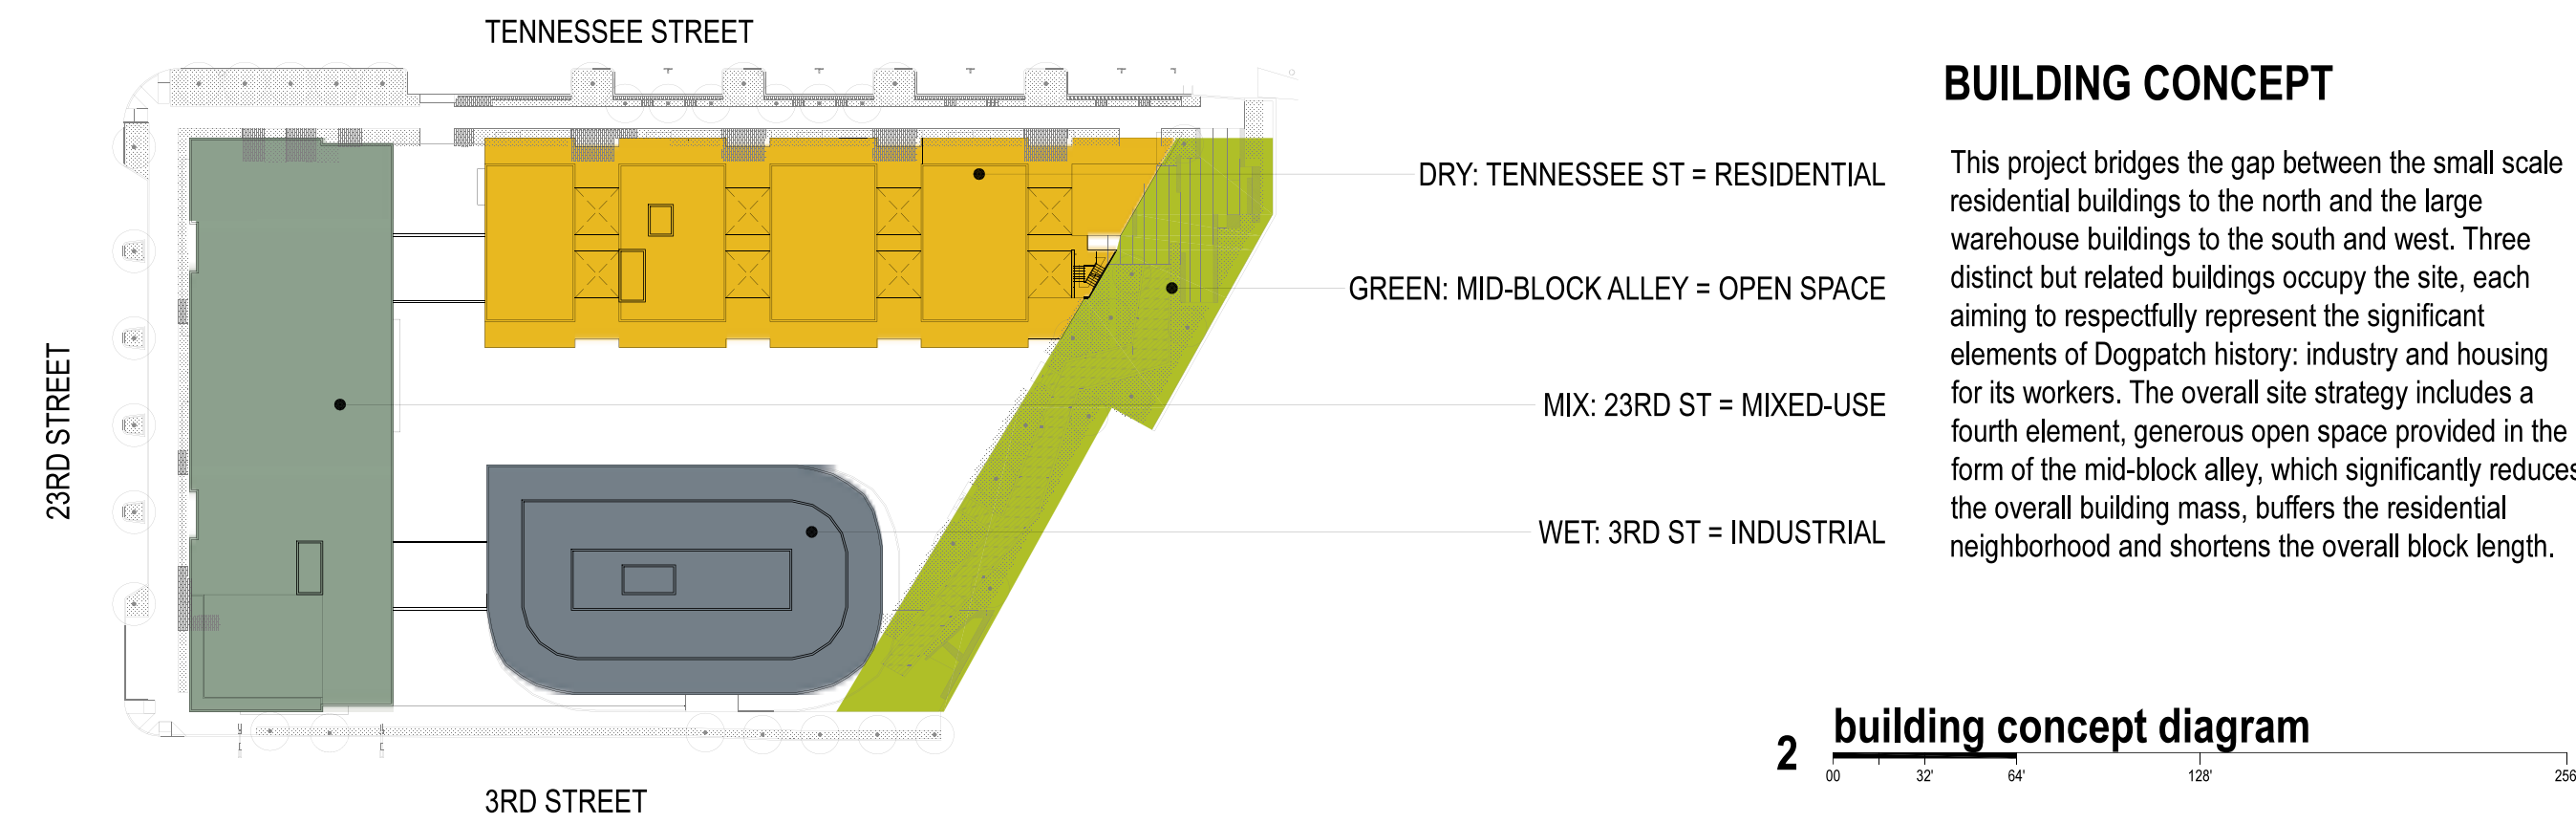 TENNESSEE STREET
23RD STREET
3RD STREET
DRY: TENNESSEE ST = RESIDENTIAL
GREEN: MID-BLOCK ALLEY = OPEN SPACE
MIX: 23RD ST = MIXED-USE
WET: 3RD ST = INDUSTRIAL
BUILDING CONCEPT
This project bridges the gap between the small scale
residential buildings to the north and the large
warehouse buildings to the south and west. Three
distinct but related buildings occupy the site, each
aiming to respectfully represent the significant
elements of Dogpatch history: industry and housing
for its workers. The overall site strategy includes a
fourth element, generous open space provided in the
form of the mid-block alley, which significantly reduces
the overall building mass, buffers the residential
neighborhood and shortens the overall block length.
2 building concept diagram
00 32' 64' 128' 256